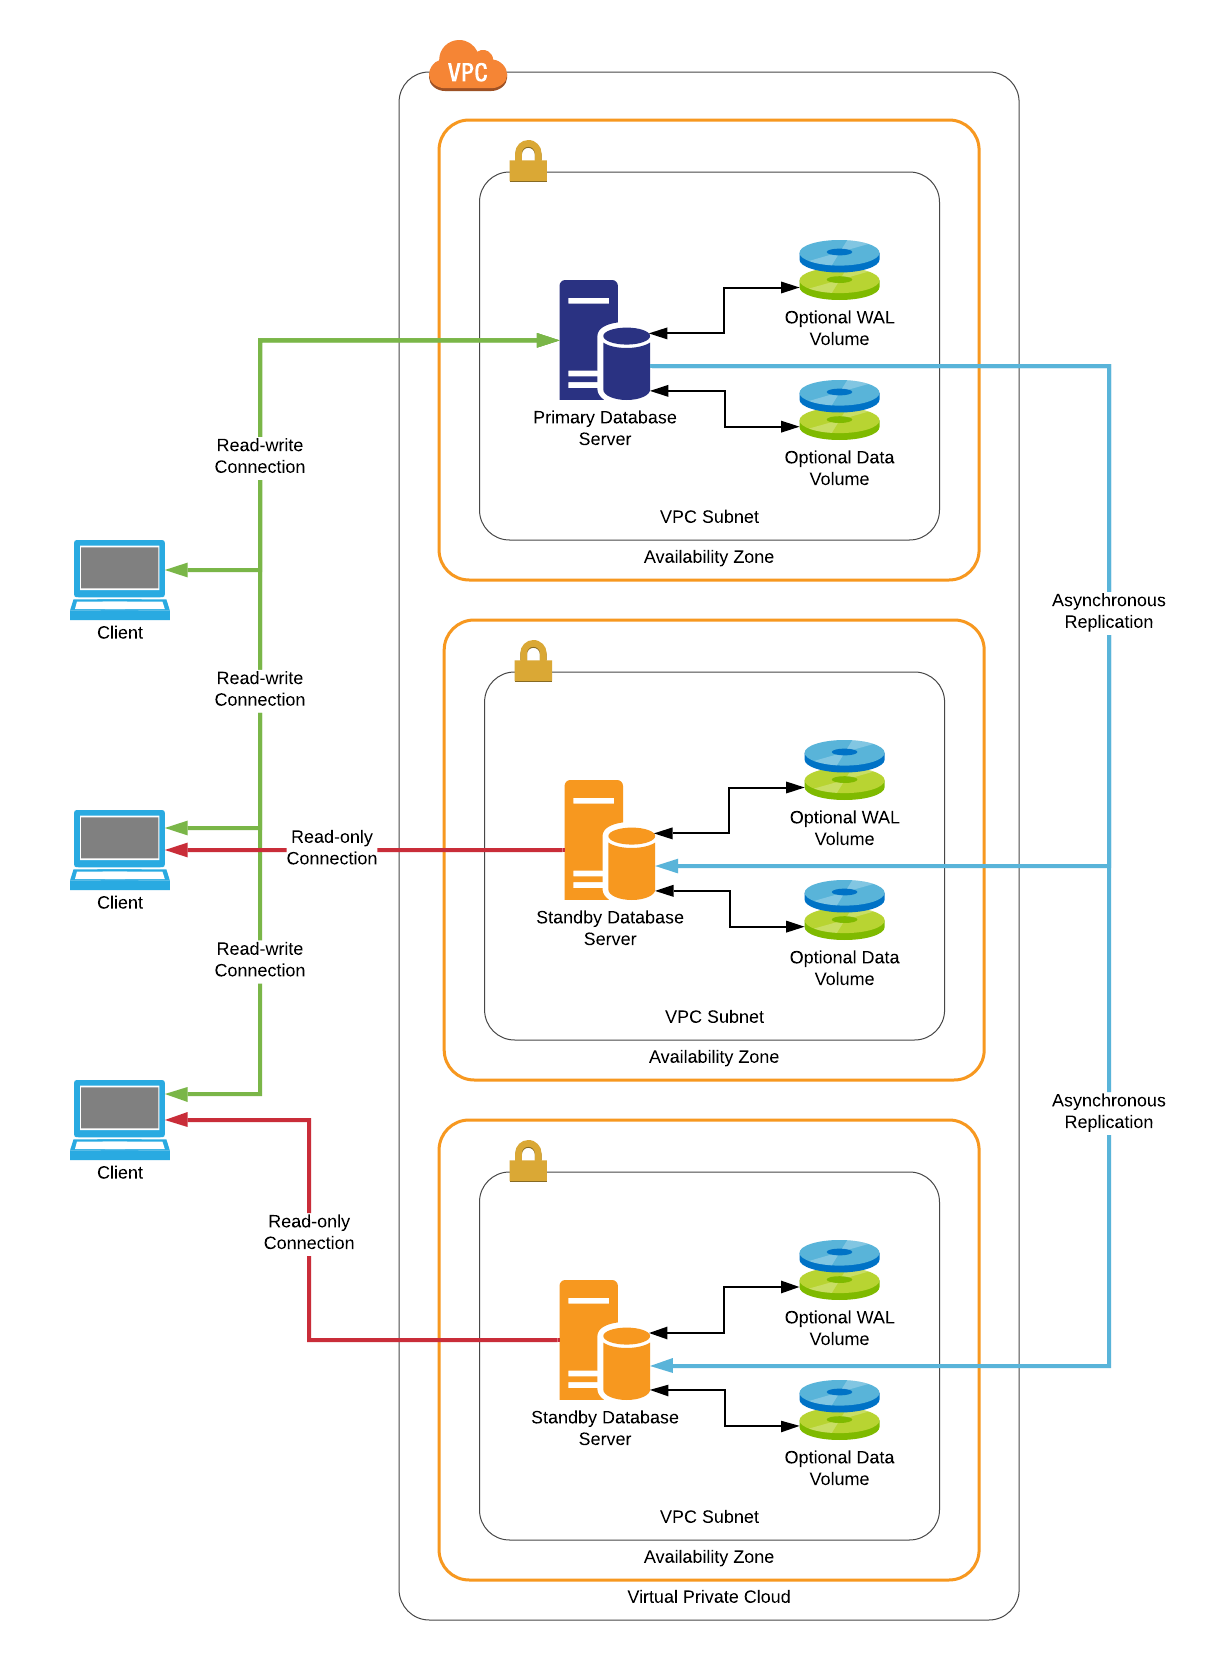 VPC
Optional WAL
Volume
Primary Database
Server
Optional Data
Volume
VPC Subnet
Availability Zone
Read-write
Connection
Client
Asynchronous
Replication
Read-write
Connection
Optional WAL
Volume
Read-only
Connection
Client
Standby Database
Server
Optional Data
Volume
Read-write
Connection
VPC Subnet
Availability Zone
Asynchronous
Replication
Client
Read-only
Connection
Optional WAL
Volume
Standby Database
Server
Optional Data
Volume
VPC Subnet
Availability Zone
Virtual Private Cloud